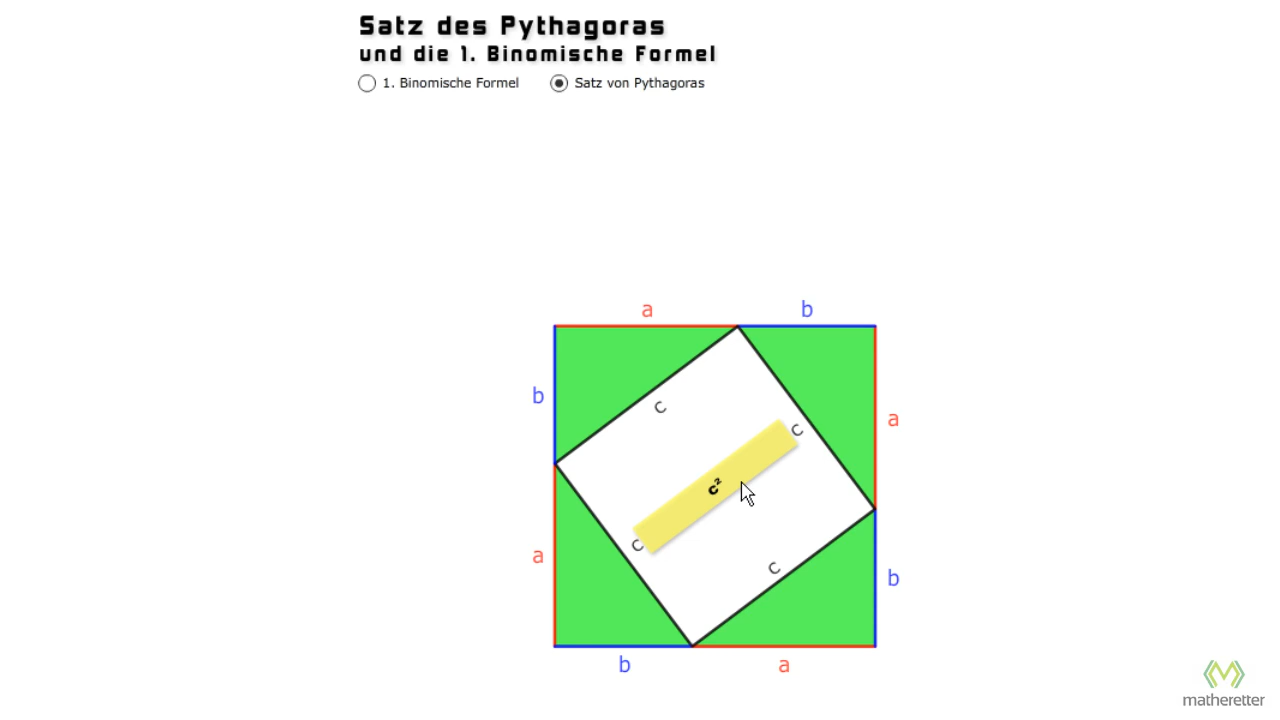 Satz des Pythagoras
und die 1. Binomische Formel
1. Binomische Formel
Satz von Pythagoras
a
b
b
a
c
c
c²
c
c
a
b
b
a
matheretter